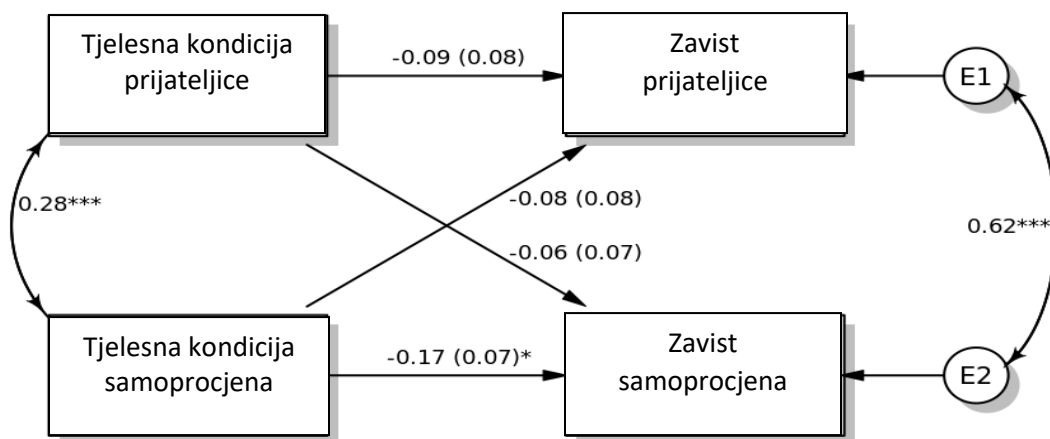 Tjelesna kondicija
prijateljice
-0.09 (0.08)
Zavist
prijateljice
E1
0.28***
-0.08 (0.08)
-0.06 (0.07)
0.62***
Tjelesna kondicija
samoprocjena
-0.17 (0.07)*
Zavist
samoprocjena
E2